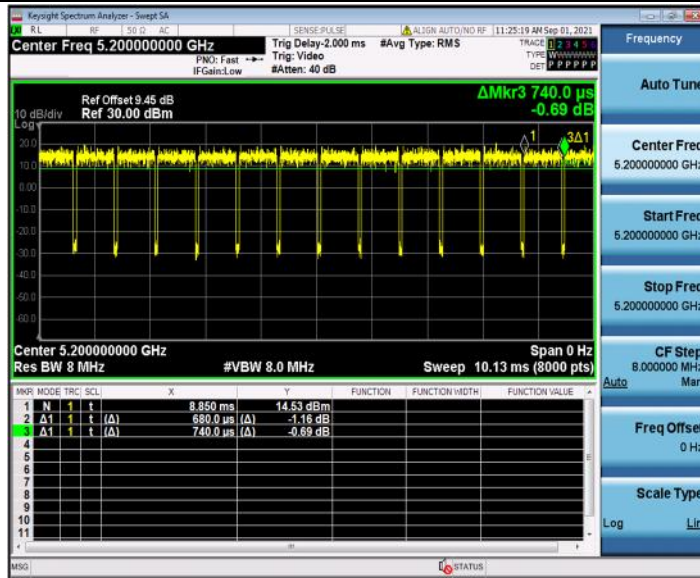 Keysight Spectrum Analyzer - Swept SA
RL RF 50 Ω AC SENSE:PULSE ALIGN AUTO/NO RF 11:25:19 AM Sep 01, 2021
Center Freq 5.200000000 GHz
PNO: Fast
IFGain:Low
Trig Delay-2.000 ms
Trig: Video
#Atten: 40 dB
#Avg Type: RMS
TRACE 1 2 3 4 5 6
TYPE
DET P P P P P P
Frequency
ΔMkr3 740.0 µs
-0.69 dB
10 dB/div
Log
Ref Offset 9.45 dB
Ref 30.00 dBm
1
3Δ1
20.0
10.0
0.00
-10.0
-20.0
-30.0
-40.0
-50.0
-60.0
Center 5.200000000 GHz
Span 0 Hz
Res BW 8 MHz
#VBW 8.0 MHz
Sweep 10.13 ms (8000 pts)
MKR MODE TRC SCL X Y FUNCTION FUNCTION WIDTH FUNCTION VALUE
1 N 1 t 8.850 ms 14.53 dBm
2 Δ1 1 t (Δ) 680.0 µs (Δ) -1.16 dB
3 Δ1 1 t (Δ) 740.0 µs (Δ) -0.69 dB
4
5
6
7
8
9
10
11
MSG
STATUS
Auto Tune
Center Freq
5.200000000 GHz
Start Freq
5.200000000 GHz
Stop Freq
5.200000000 GHz
CF Step
8.000000 MHz
Auto Man
Freq Offset
0 Hz
Scale Type
Log Lin